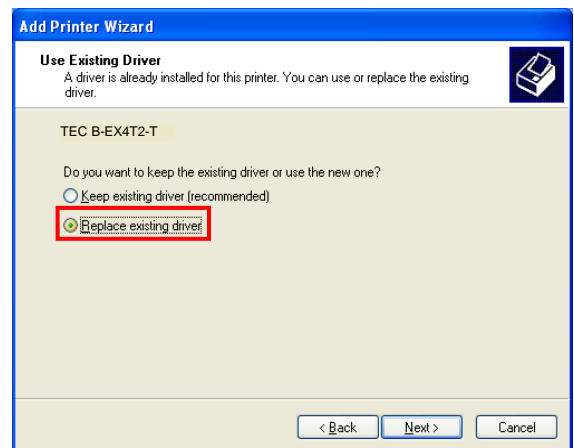 Add Printer Wizard
Use Existing Driver
A driver is already installed for this printer. You can use or replace the existing
driver.
TEC B-EX4T2-T
Do you want to keep the existing driver or use the new one?
Keep existing driver (recommended)
Replace existing driver
< Back Next > Cancel